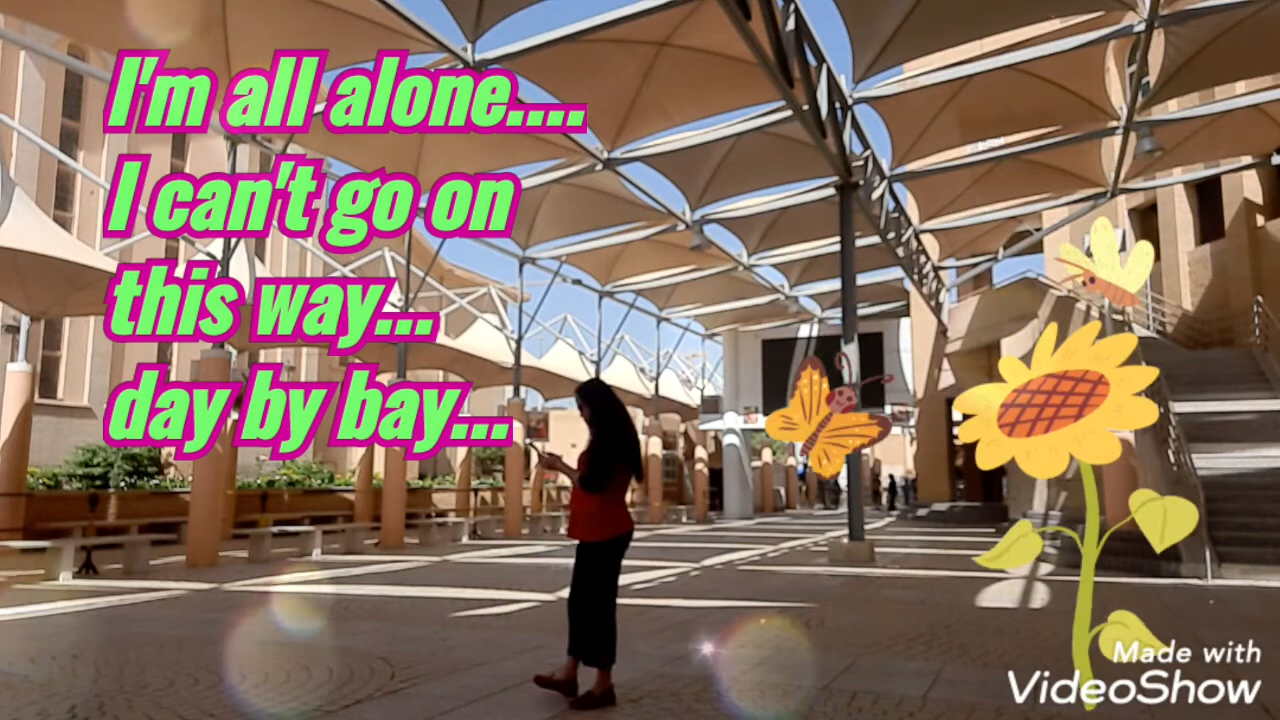 I'm all alone....
I can't go on
this way...
day by bay...
Made with
VideoShow